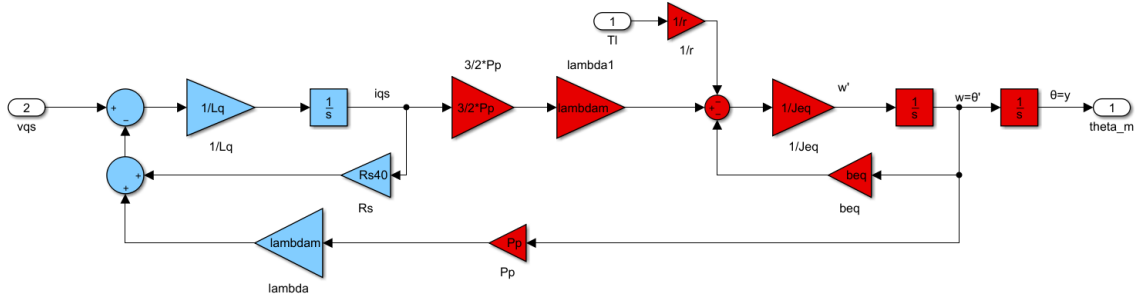 1
Tl
1/r
1/r
2
vqs
+
−
1/Lq
1/Lq
1
s
iqs
3/2*Pp
3/2*Pp
lambda1
lambdam
−
−
1/Jeq
1/Jeq
w'
1
s
w=θ'
1
s
θ=y
1
theta_m
+
+
Rs40
Rs
beq
beq
lambdam
lambda
Pp
Pp